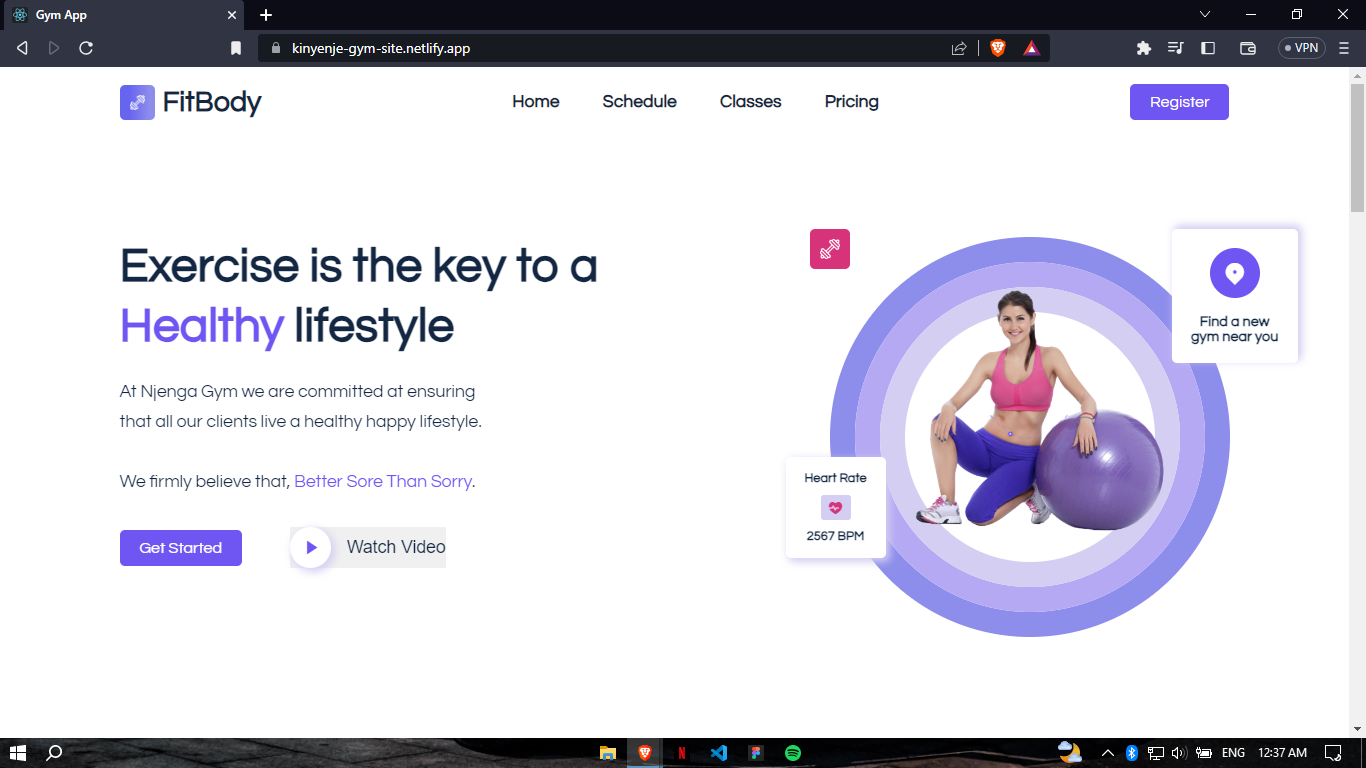 Gym App
kinyenje-gym-site.netlify.app
VPN
FitBody
Home
Schedule
Classes
Pricing
Register
Exercise is the key to a
Healthy lifestyle
At Njenga Gym we are committed at ensuring
that all our clients live a healthy happy lifestyle.
We firmly believe that, Better Sore Than Sorry.
Get Started
Watch Video
Find a new
gym near you
Heart Rate
2567 BPM
N
ENG
12:37 AM